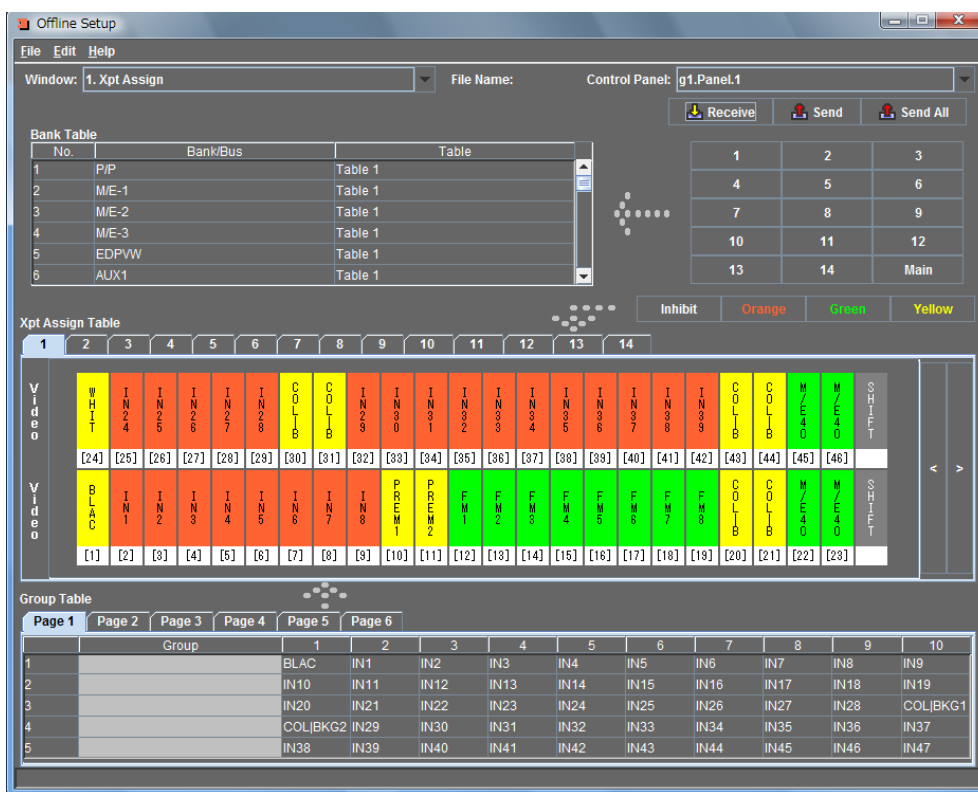 Offline Setup
File Edit Help
Window: 1. Xpt Assign File Name: Control Panel: g1.Panel.1
Receive Send Send All
Bank Table
No. Bank/Bus Table
1 P/P Table 1
2 M/E-1 Table 1
3 M/E-2 Table 1
4 M/E-3 Table 1
5 EDPVW Table 1
6 AUX1 Table 1
1 2 3
4 5 6
7 8 9
10 11 12
13 14 Main
Inhibit Orange Green Yellow
Xpt Assign Table
1 2 3 4 5 6 7 8 9 10 11 12 13 14
Video WHIT IN24 IN25 IN26 IN27 IN28 COL|B COL|B IN29 IN30 IN31 IN32 IN33 IN34 IN35 IN36 IN37 IN38 IN39 COL|B COL|B M/E40 M/E40 SHIFT
[24] [25] [26] [27] [28] [29] [30] [31] [32] [33] [34] [35] [36] [37] [38] [39] [40] [41] [42] [43] [44] [45] [46]
< >
Video BLAC IN1 IN2 IN3 IN4 IN5 IN6 IN7 IN8 PREM1 PREM2 FM1 FM2 FM3 FM4 FM5 FM6 FM7 FM8 COL|B COL|B M/E40 M/E40 SHIFT
[1] [2] [3] [4] [5] [6] [7] [8] [9] [10] [11] [12] [13] [14] [15] [16] [17] [18] [19] [20] [21] [22] [23]
Group Table
Page 1 Page 2 Page 3 Page 4 Page 5 Page 6
Group 1 2 3 4 5 6 7 8 9 10
1 BLAC IN1 IN2 IN3 IN4 IN5 IN6 IN7 IN8 IN9
2 IN10 IN11 IN12 IN13 IN14 IN15 IN16 IN17 IN18 IN19
3 IN20 IN21 IN22 IN23 IN24 IN25 IN26 IN27 IN28 COL|BKG1
4 COL|BKG2 IN29 IN30 IN31 IN32 IN33 IN34 IN35 IN36 IN37
5 IN38 IN39 IN40 IN41 IN42 IN43 IN44 IN45 IN46 IN47